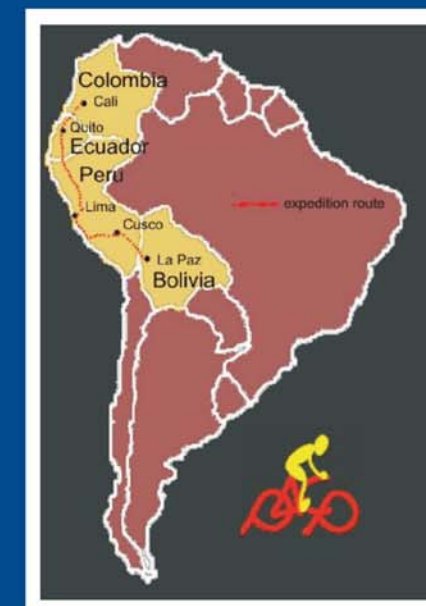 Colombia
Cali
Quito
Ecuador
Peru
expedition route
Lima
Cusco
La Paz
Bolivia